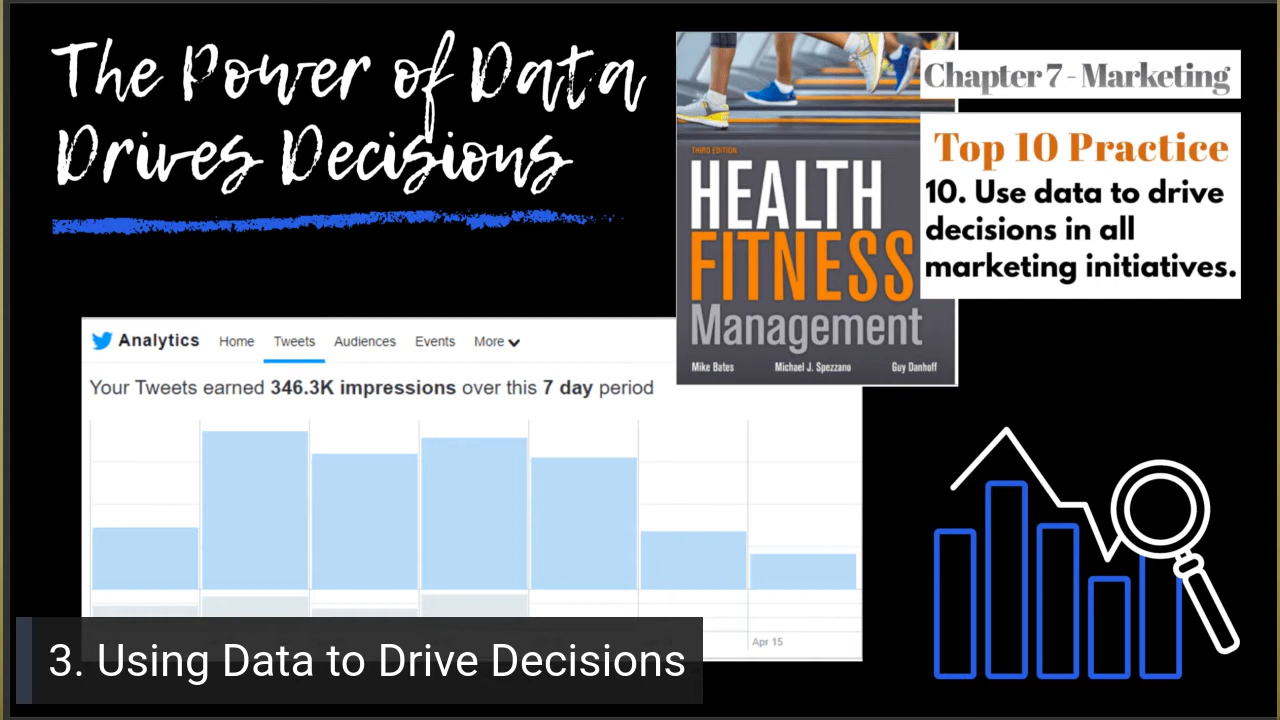 The Power of Data
Drives Decisions
THIRD EDITION
HEALTH
FITNESS
Management
Mike Bates Michael J. Spezzano Guy Danhoff
Chapter 7 - Marketing
Top 10 Practice
10. Use data to drive
decisions in all
marketing initiatives.
Analytics Home Tweets Audiences Events More
Your Tweets earned 346.3K impressions over this 7 day period
Apr 15
3. Using Data to Drive Decisions